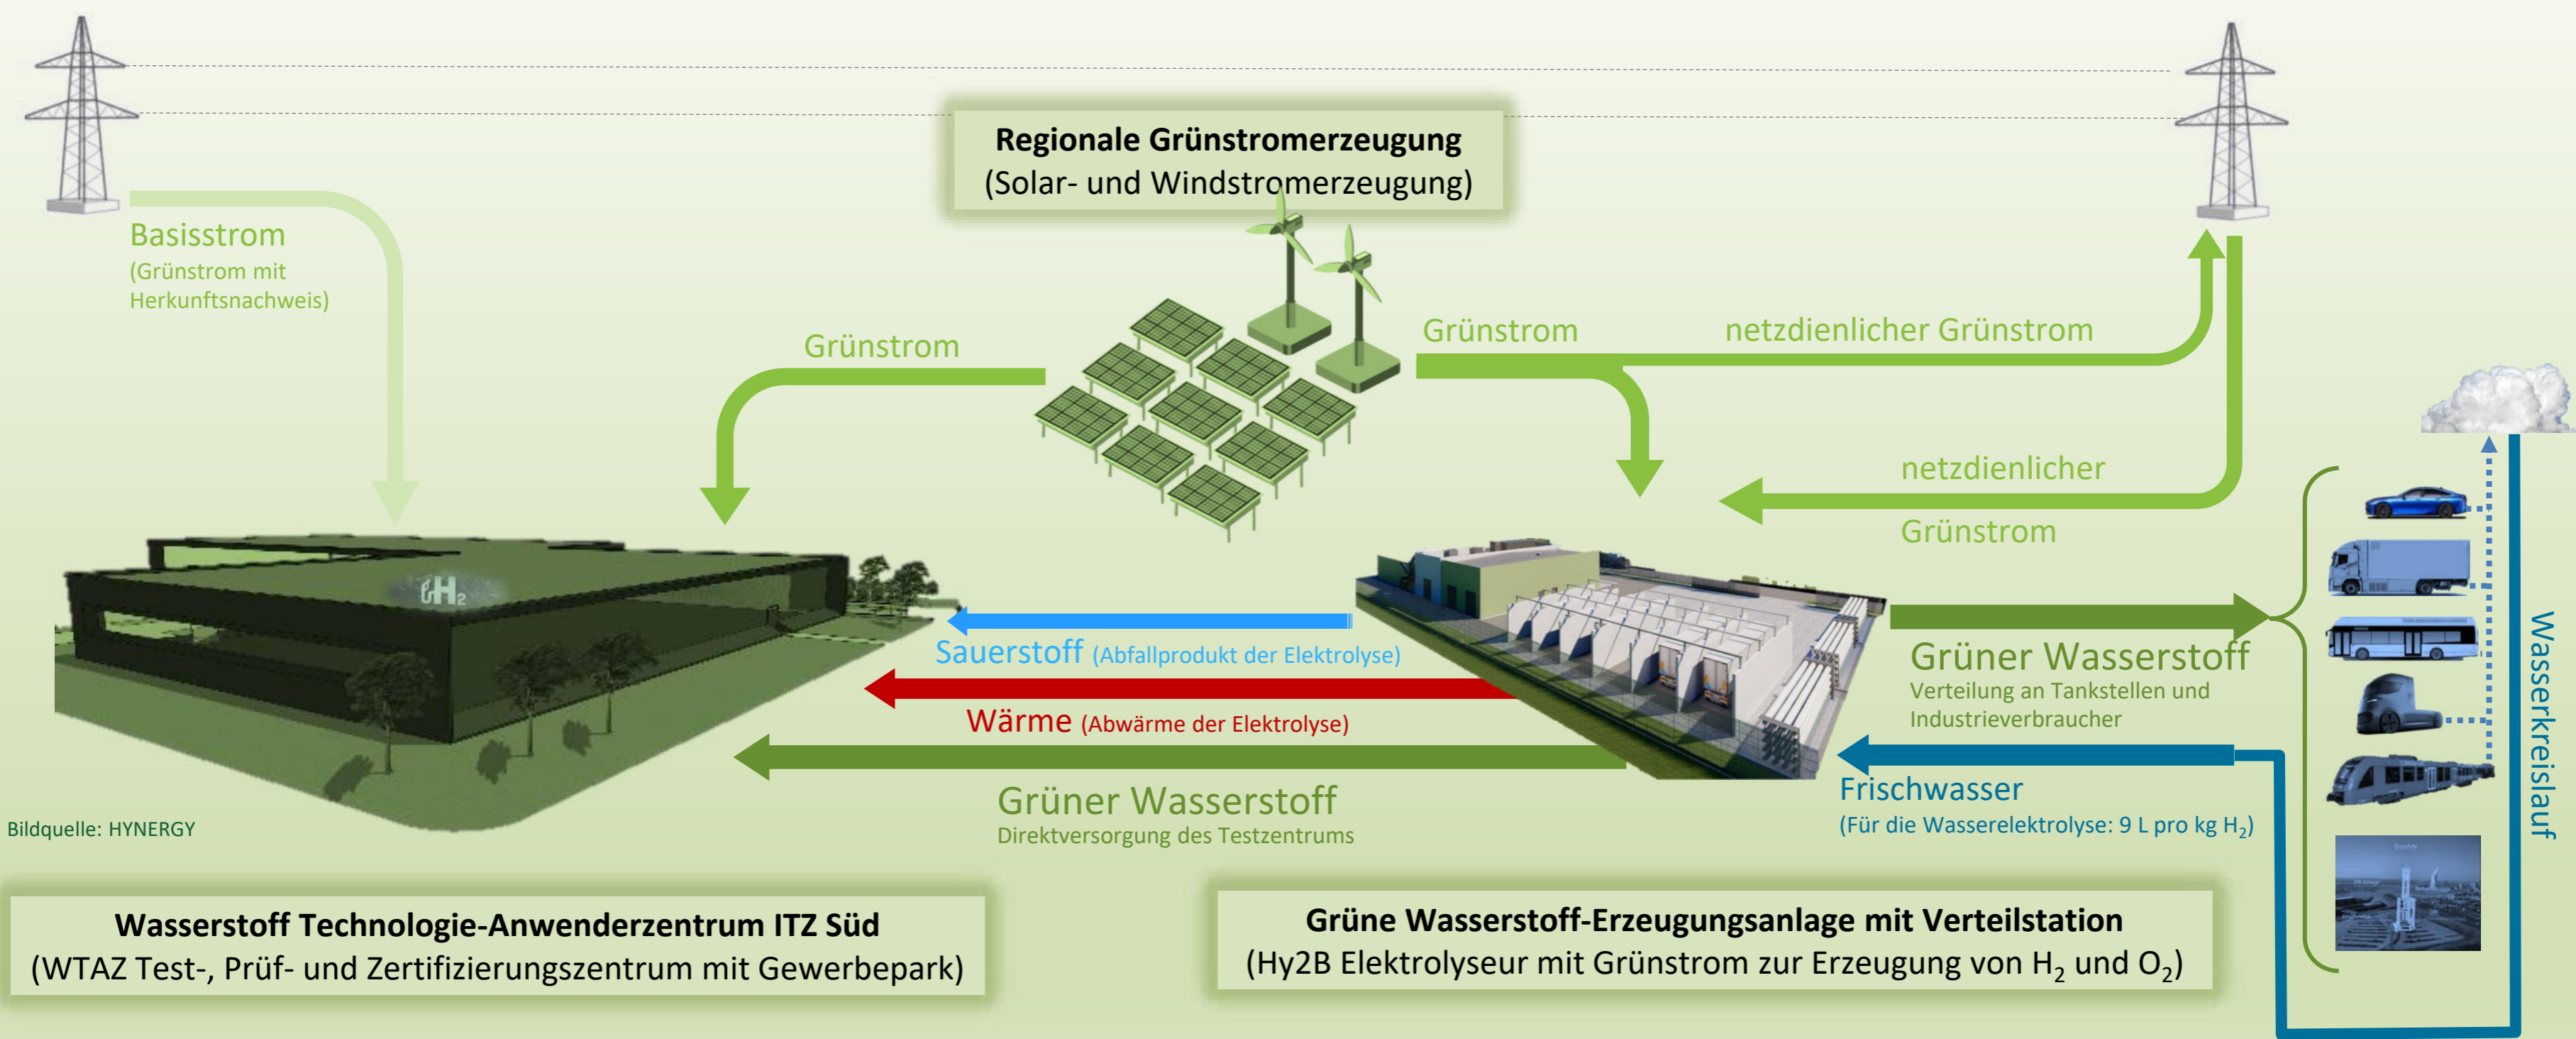 Regionale Grünstromerzeugung
(Solar- und Windstromerzeugung)
Basisstrom
(Grünstrom mit
Herkunftsnachweis)
Grünstrom
Grünstrom
netzdienlicher Grünstrom
netzdienlicher
Grünstrom
H₂
Sauerstoff (Abfallprodukt der Elektrolyse)
Wärme (Abwärme der Elektrolyse)
Grüner Wasserstoff
Direktversorgung des Testzentrums
Grüner Wasserstoff
Verteilung an Tankstellen und
Industrieverbraucher
Frischwasser
(Für die Wasserelektrolyse: 9 L pro kg H₂)
Wasserkreislauf
Bildquelle: HYNERGY
Wasserstoff Technologie-Anwenderzentrum ITZ Süd
(WTAZ Test-, Prüf- und Zertifizierungszentrum mit Gewerbepark)
Grüne Wasserstoff-Erzeugungsanlage mit Verteilstation
(Hy2B Elektrolyseur mit Grünstrom zur Erzeugung von H₂ und O₂)